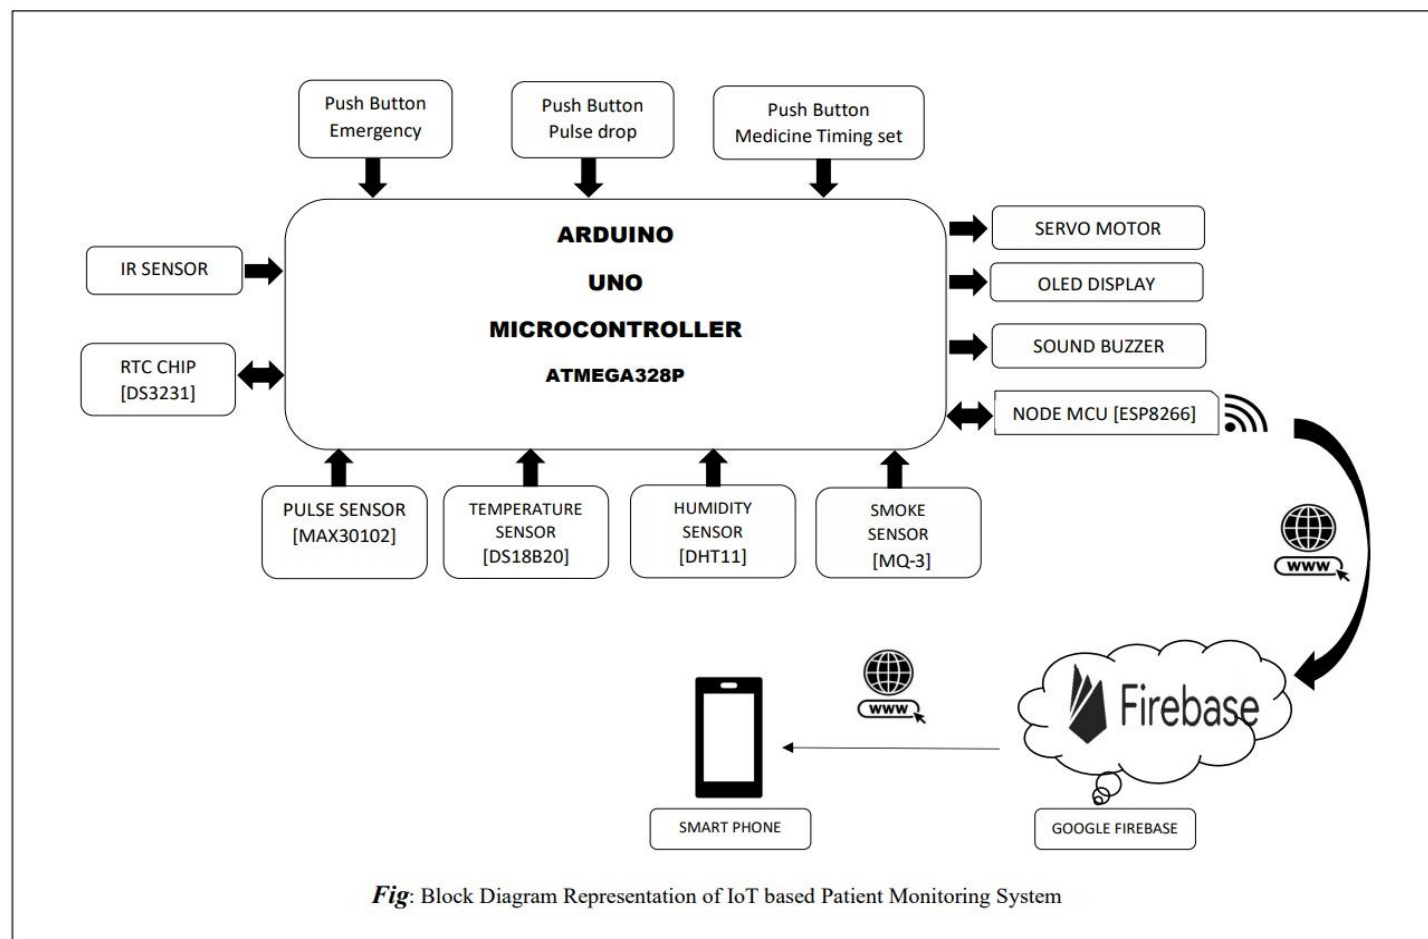 Push Button
Emergency
Push Button
Pulse drop
Push Button
Medicine Timing set
ARDUINO
UNO
MICROCONTROLLER
ATMEGA328P
IR SENSOR
RTC CHIP
[DS3231]
SERVO MOTOR
OLED DISPLAY
SOUND BUZZER
NODE MCU [ESP8266]
PULSE SENSOR
[MAX30102]
TEMPERATURE
SENSOR
[DS18B20]
HUMIDITY
SENSOR
[DHT11]
SMOKE
SENSOR
[MQ-3]
WWW
WWW
Firebase
SMART PHONE
GOOGLE FIREBASE
Fig: Block Diagram Representation of IoT based Patient Monitoring System